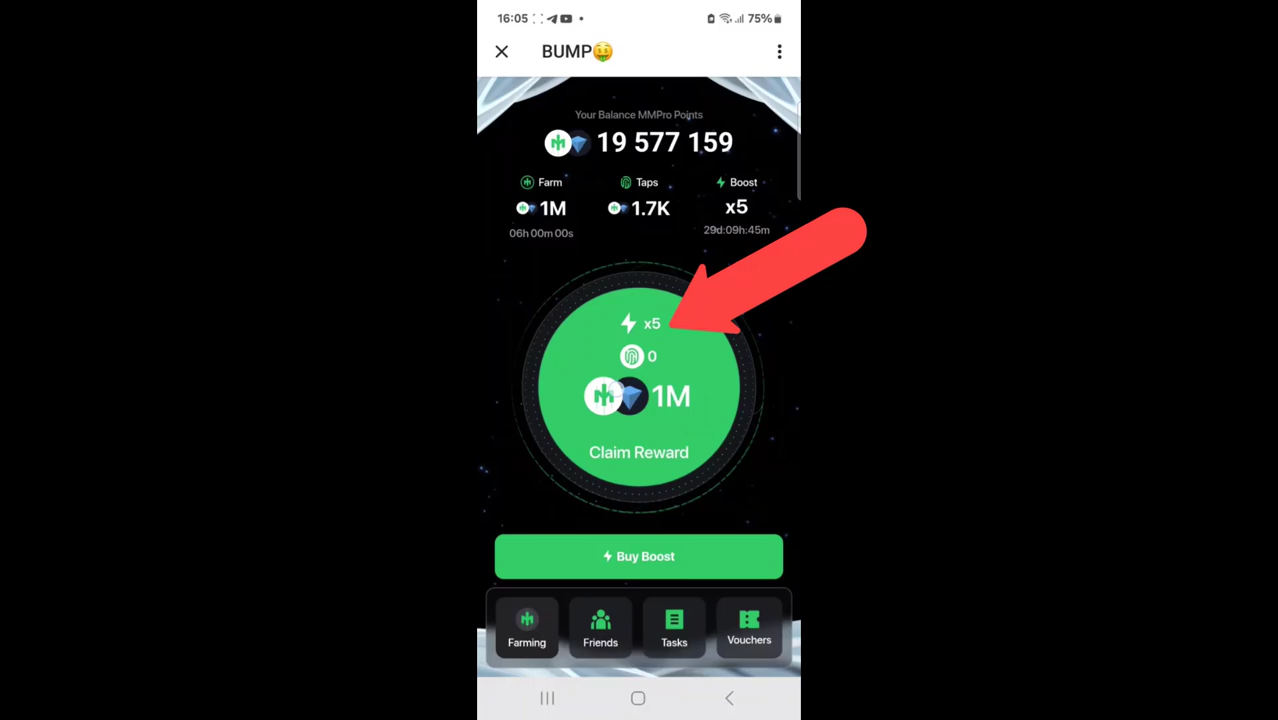 16:05 75%
BUMP🤑
Your Balance MMPro Points
19 577 159
Farm Taps Boost
1M 1.7K x5
06h 00m 00s 29d:09h:45m
x5
0
1M
Claim Reward
Buy Boost
Farming Friends Tasks Vouchers